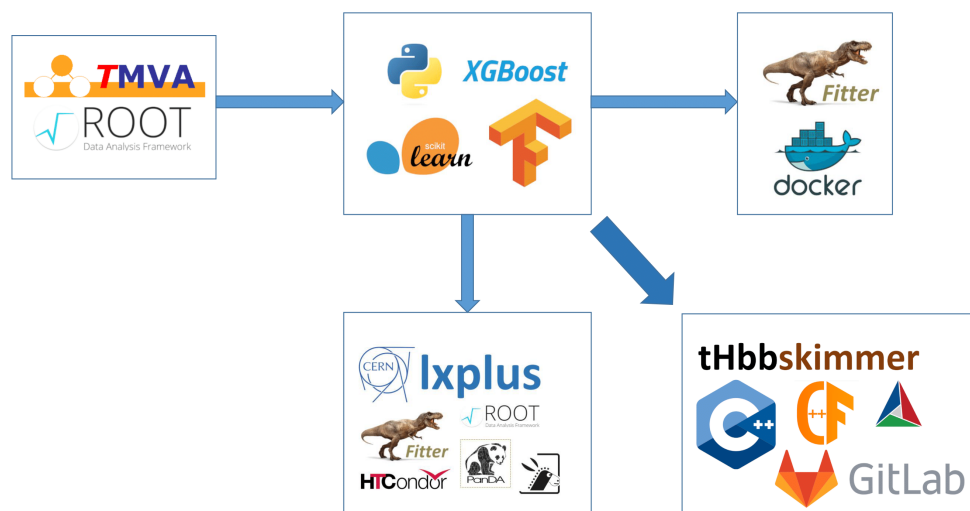 TMVA
ROOT
Data Analysis Framework
XGBoost
scikit
learn
Fitter
docker
CERN
lxplus
Fitter
ROOT
Data Analysis Framework
HTCondor
PanDA
tHbbskimmer
C++
C++F
GitLab